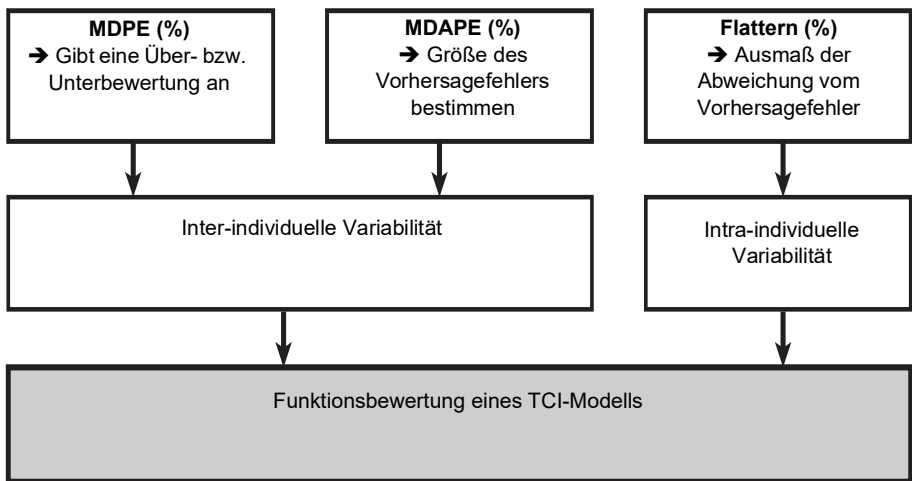 MDPE (%)
➔ Gibt eine Über- bzw.
Unterbewertung an
MDAPE (%)
➔ Größe des
Vorhersagefehlers
bestimmen
Flattern (%)
➔ Ausmaß der
Abweichung vom
Vorhersagefehler
Inter-individuelle Variabilität
Intra-individuelle
Variabilität
Funktionsbewertung eines TCI-Modells